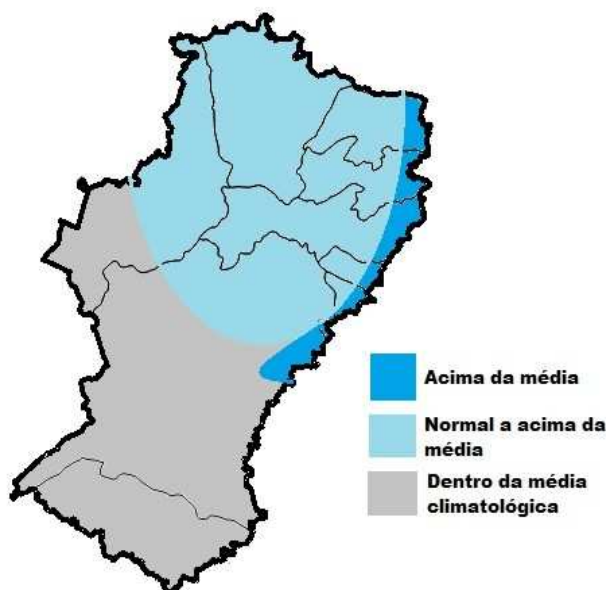 Acima da média
Normal a acima da
média
Dentro da média
climatológica